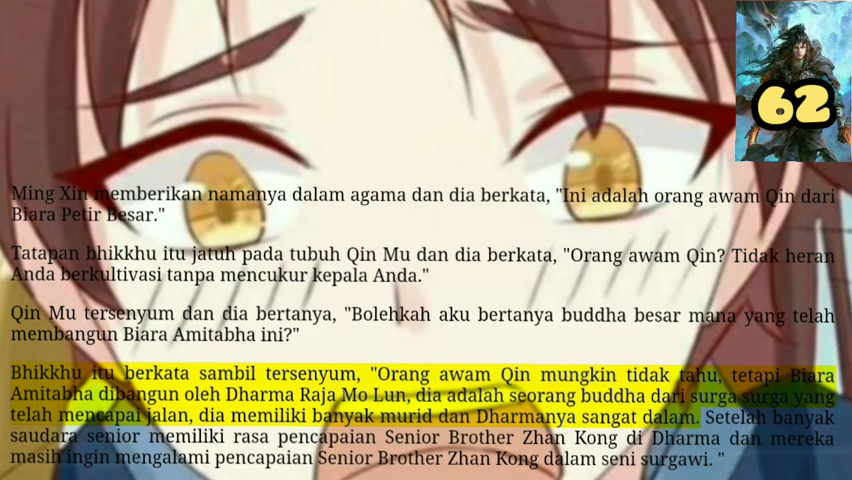 62
Ming Xin memberikan namanya dalam agama dan dia berkata, "Ini adalah orang awam Qin dari
Biara Petir Besar."
Tatapan bhikkhu itu jatuh pada tubuh Qin Mu dan dia berkata, "Orang awam Qin? Tidak heran
Anda berkultivasi tanpa mencukur kepala Anda."
Qin Mu tersenyum dan dia bertanya, "Bolehkah aku bertanya buddha besar mana yang telah
membangun Biara Amitabha ini?"
Bhikkhu itu berkata sambil tersenyum, "Orang awam Qin mungkin tidak tahu, tetapi Biara
Amitabha dibangun oleh Dharma Raja Mo Lun, dia adalah seorang buddha dari surga-surga yang
telah mencapai jalan, dia memiliki banyak murid dan Dharmanya sangat dalam. Setelah banyak
saudara senior memiliki rasa pencapaian Senior Brother Zhan Kong di Dharma dan mereka
masih ingin mengalami pencapaian Senior Brother Zhan Kong dalam seni surgawi. "